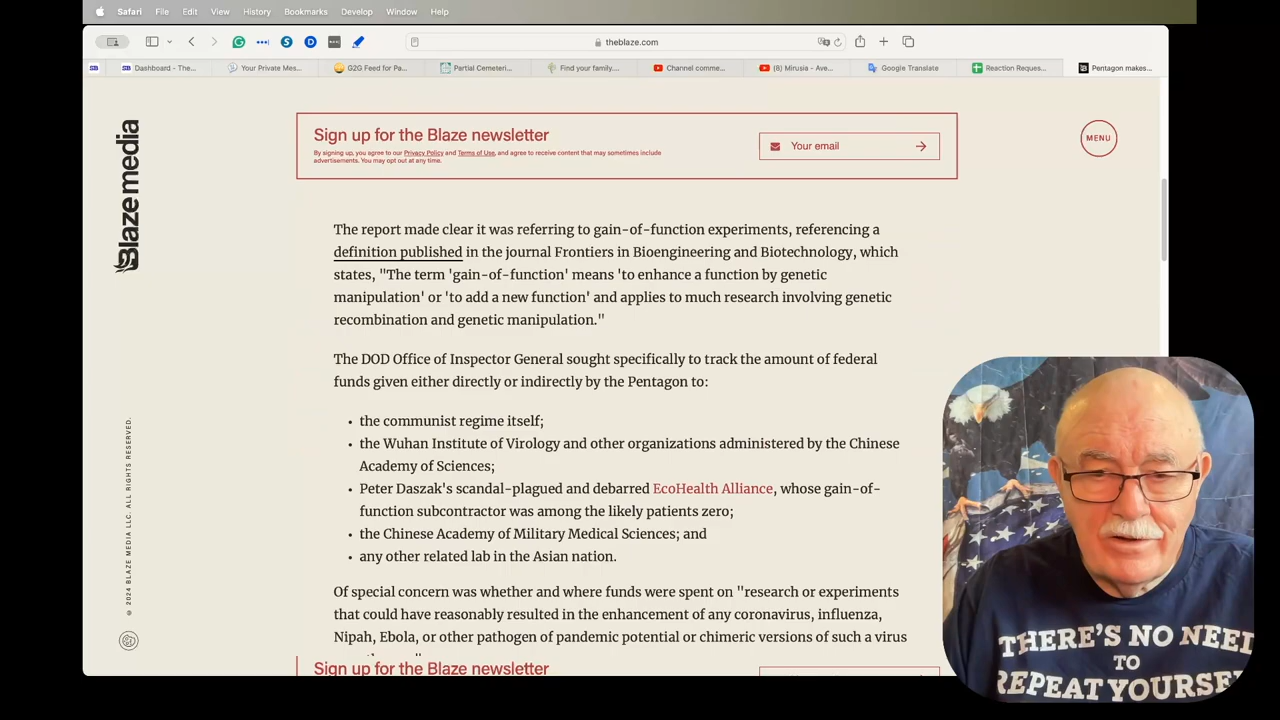 Safari File Edit View History Bookmarks Develop Window Help
theblaze.com
SB Dashboard - The... Your Private Mes... G2G Feed for Pa... Partial Cemeteri... Find your family.... Channel comme... (8) Mirusia - Ave... Google Translate Reaction Reques... Pentagon makes...
Blaze media
Sign up for the Blaze newsletter
By signing up, you agree to our Privacy Policy and Terms of Use, and agree to receive content that may sometimes include
advertisements. You may opt out at any time.
Your email
MENU
The report made clear it was referring to gain-of-function experiments, referencing a
definition published in the journal Frontiers in Bioengineering and Biotechnology, which
states, "The term 'gain-of-function' means 'to enhance a function by genetic
manipulation' or 'to add a new function' and applies to much research involving genetic
recombination and genetic manipulation."
The DOD Office of Inspector General sought specifically to track the amount of federal
funds given either directly or indirectly by the Pentagon to:
• the communist regime itself;
• the Wuhan Institute of Virology and other organizations administered by the Chinese
Academy of Sciences;
• Peter Daszak's scandal-plagued and debarred EcoHealth Alliance, whose gain-of-
function subcontractor was among the likely patients zero;
• the Chinese Academy of Military Medical Sciences; and
• any other related lab in the Asian nation.
Of special concern was whether and where funds were spent on "research or experiments
that could have reasonably resulted in the enhancement of any coronavirus, influenza,
Nipah, Ebola, or other pathogen of pandemic potential or chimeric versions of such a virus
Sign up for the Blaze newsletter
© 2024 BLAZE MEDIA LLC. ALL RIGHTS RESERVED.
THERE'S NO NEED
TO
REPEAT YOURSE